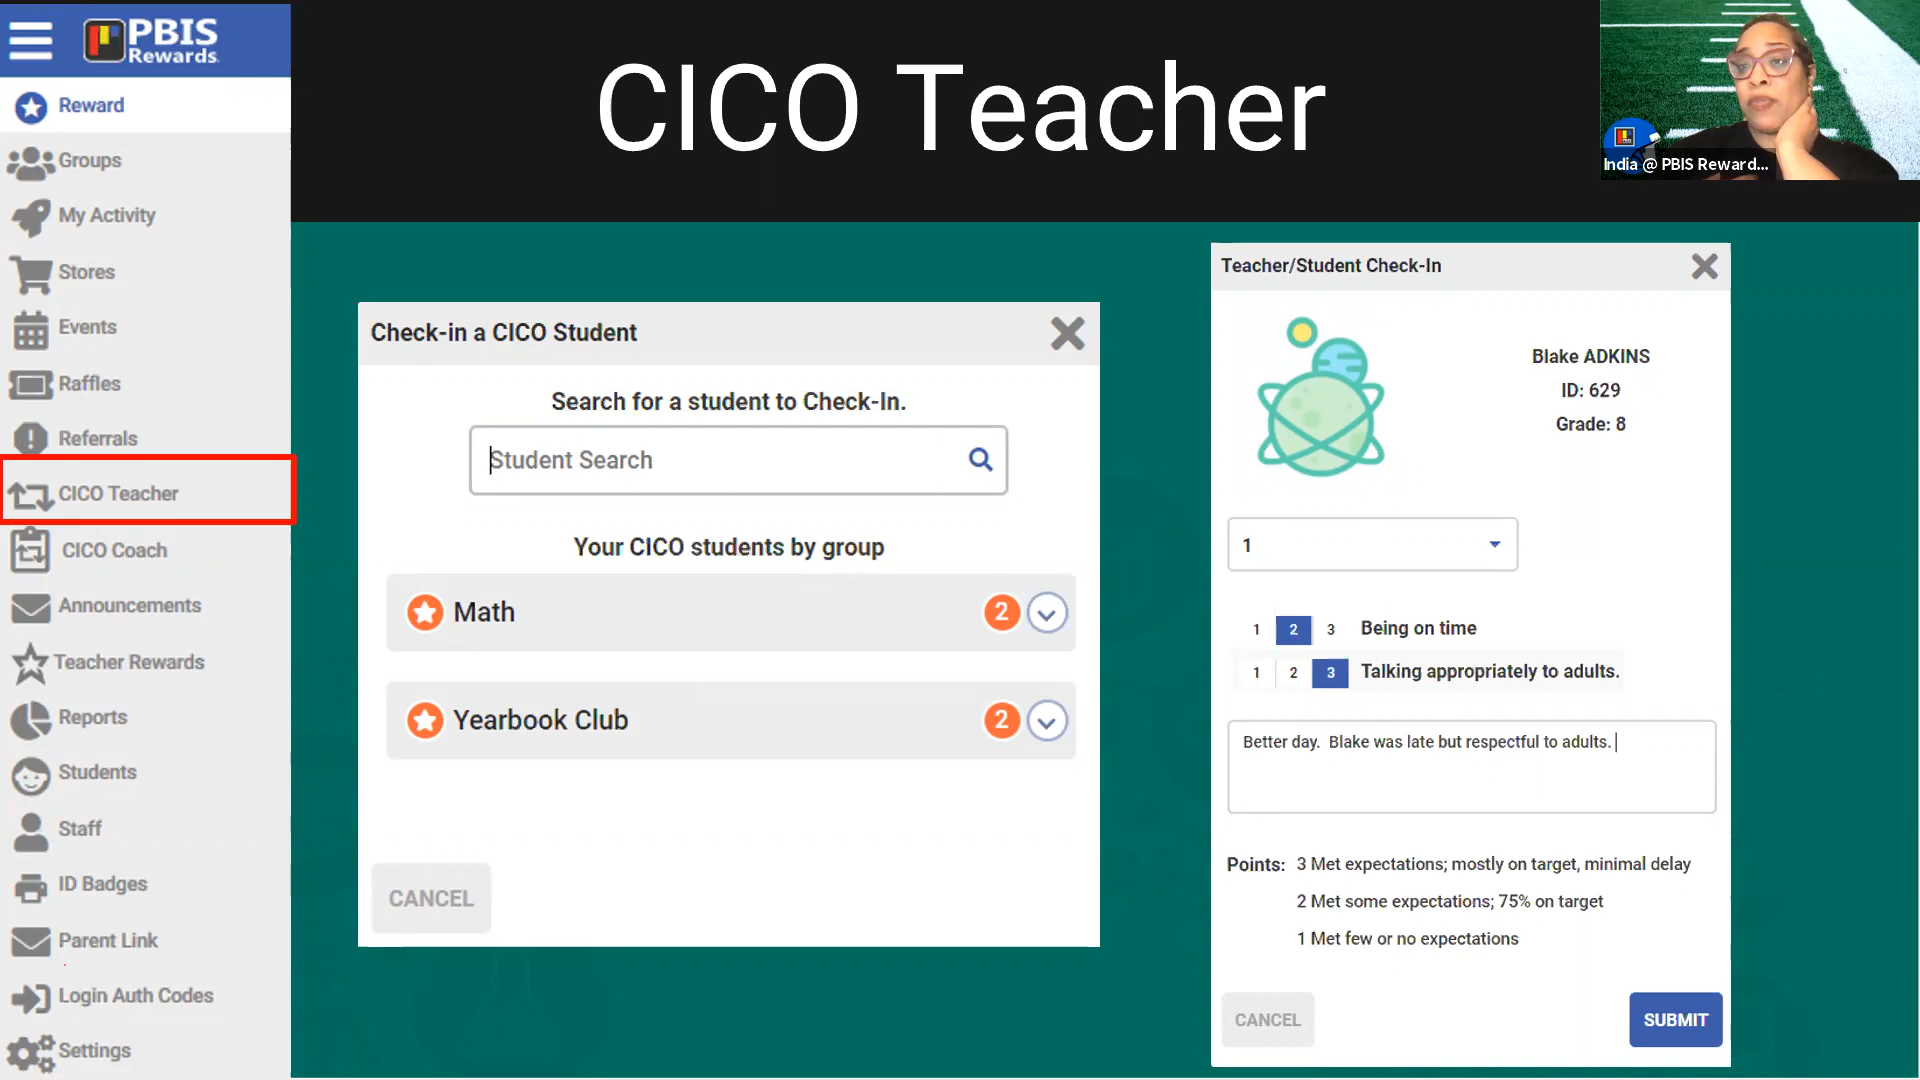 PBIS
Rewards
Reward
Groups
My Activity
Stores
Events
Raffles
Referrals
CICO Teacher
CICO Coach
Announcements
Teacher Rewards
Reports
Students
Staff
ID Badges
Parent Link
Login Auth Codes
Settings
CICO Teacher
India @ PBIS Reward...
Check-in a CICO Student
Search for a student to Check-In.
Student Search
Your CICO students by group
Math 2
Yearbook Club 2
CANCEL
Teacher/Student Check-In
Blake ADKINS
ID: 629
Grade: 8
1
1 2 3 Being on time
1 2 3 Talking appropriately to adults.
Better day.  Blake was late but respectful to adults.
Points: 3 Met expectations; mostly on target, minimal delay
2 Met some expectations; 75% on target
1 Met few or no expectations
CANCEL
SUBMIT